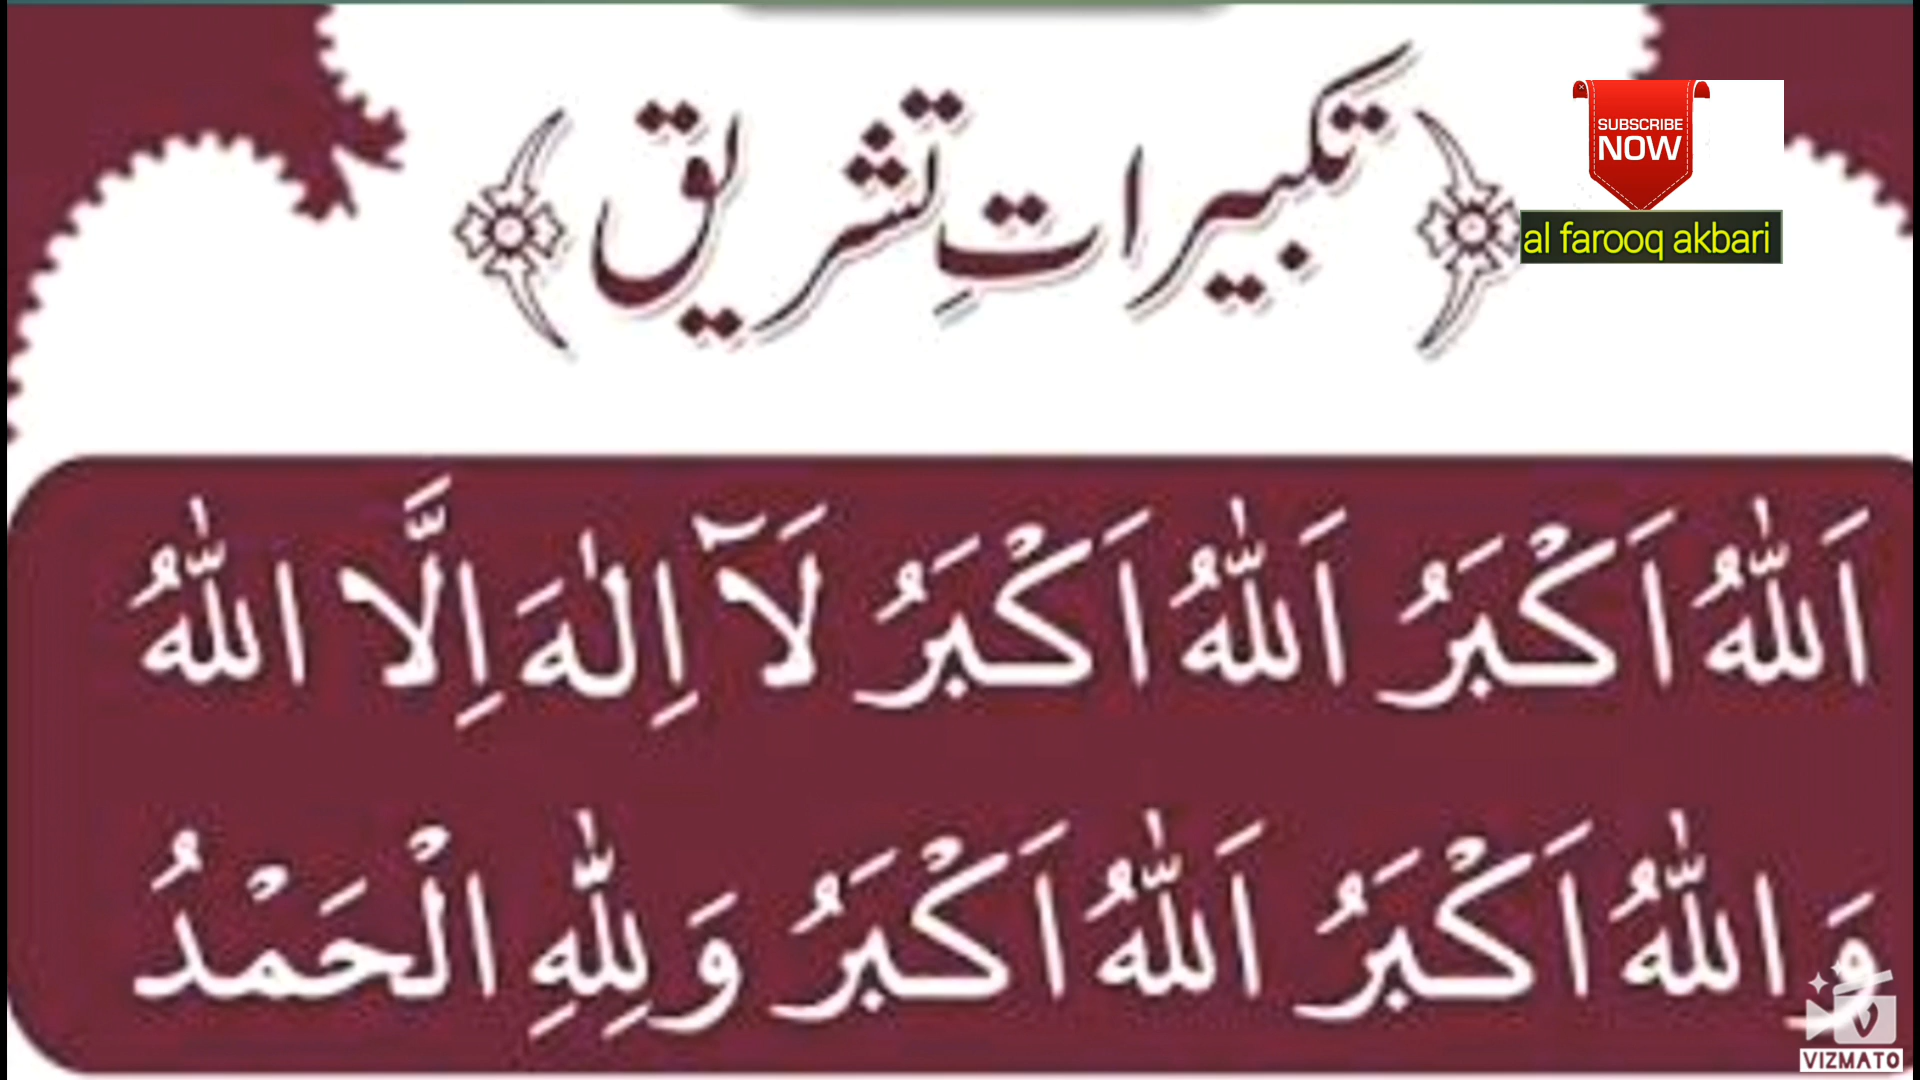 تکبیراتِ تشریق
SUBSCRIBE
NOW
al farooq akbari
اَللّٰهُ اَكْبَرُ اَللّٰهُ اَكْبَرُ لَآ اِلٰهَ اِلَّا اللّٰهُ
وَاللّٰهُ اَكْبَرُ اَللّٰهُ اَكْبَرُ وَلِلّٰهِ الْحَمْدُ
VIZMATO